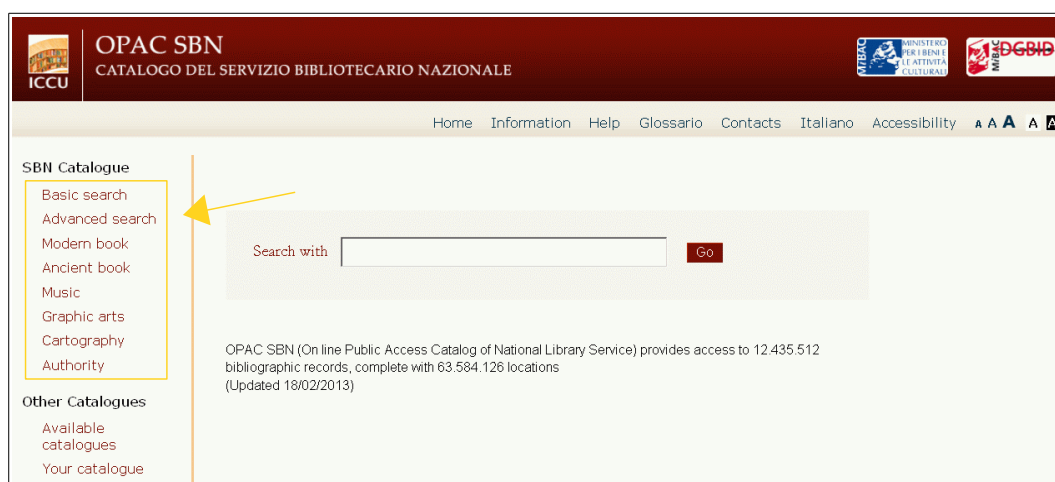 OPAC SBN
CATALOGO DEL SERVIZIO BIBLIOTECARIO NAZIONALE
ICCU
MiBAC
MINISTERO
PER I BENI E
LE ATTIVITÀ
CULTURALI
MiBAC
DGBID
Home Information Help Glossario Contacts Italiano Accessibility A A A A A
SBN Catalogue
Basic search
Advanced search
Modern book
Ancient book
Music
Graphic arts
Cartography
Authority
Other Catalogues
Available
catalogues
Your catalogue
Search with
Go
OPAC SBN (On line Public Access Catalog of National Library Service) provides access to 12.435.512
bibliographic records, complete with 63.584.126 locations
(Updated 18/02/2013)